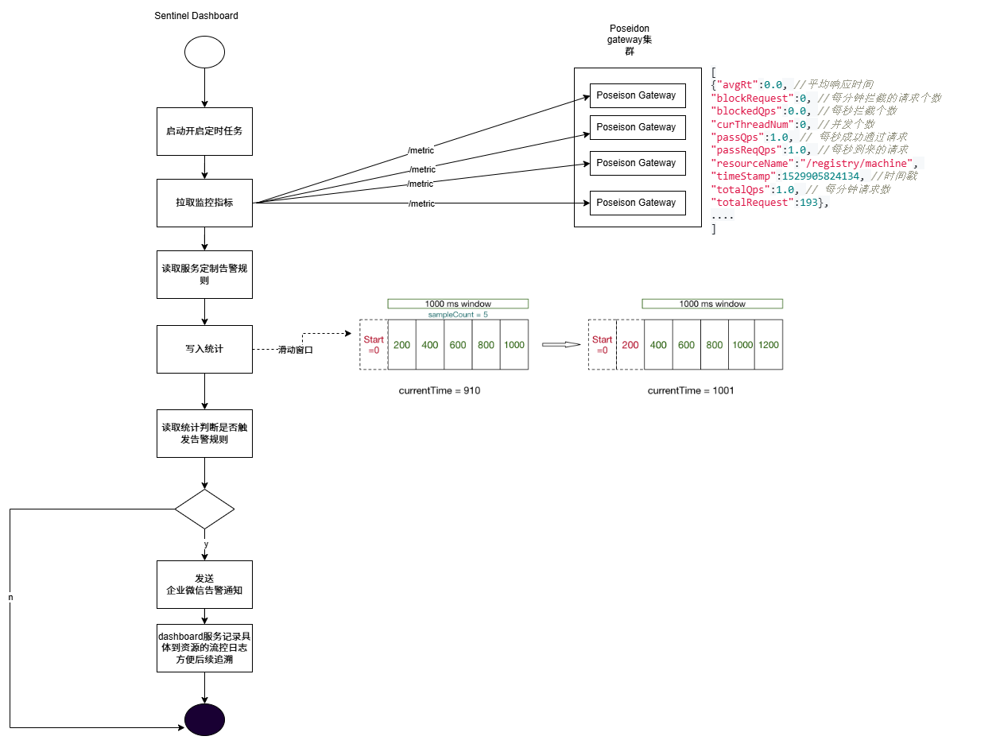 Sentinel Dashboard
启动开启定时任务
拉取监控指标
/metric
/metric
/metric
/metric
Poseidon
gateway集
群
Poseison Gateway
Poseison Gateway
Poseison Gateway
Poseison Gateway
[
{"avgRt":0.0, //平均响应时间
"blockRequest":0, //每分钟拦截的请求个数
"blockedQps":0.0, //每秒拦截个数
"curThreadNum":0, //并发个数
"passQps":1.0, // 每秒成功通过请求
"passReqQps":1.0, //每秒到来的请求
"resourceName":"/registry/machine",
"timeStamp":1529905824134, //时间戳
"totalQps":1.0, // 每分钟请求数
"totalRequest":193},
....
]
读取服务定制告警规
则
写入统计
滑动窗口
1000 ms window
sampleCount = 5
Start
=0
200
400
600
800
1000
currentTime = 910
1000 ms window
Start
=0
200
400
600
800
1000
1200
currentTime = 1001
读取统计判断是否触
发告警规则
y
n
发送
企业微信告警通知
dashboard服务记录具
体到资源的流控日志
方便后续追溯